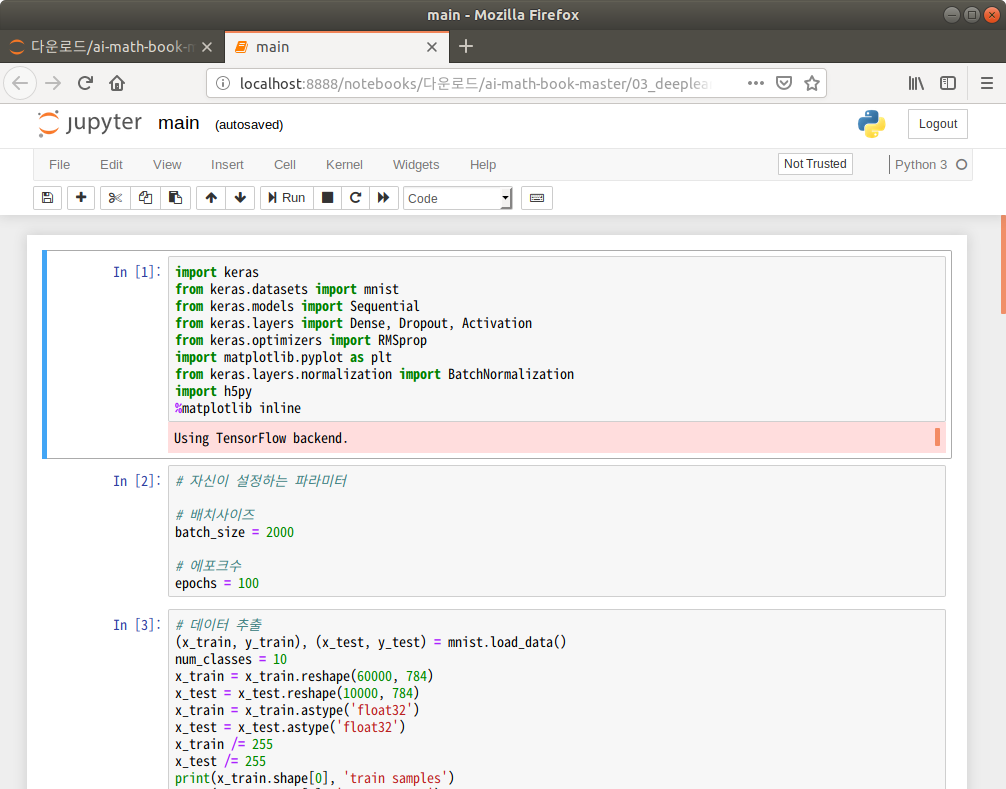 main - Mozilla Firefox
다운로드/ai-math-book-m
main
localhost:8888/notebooks/다운로드/ai-math-book-master/03_deeplear
jupyter main (autosaved)
Logout
File Edit View Insert Cell Kernel Widgets Help
Not Trusted
Python 3
Run
Code
In [1]:
import keras
from keras.datasets import mnist
from keras.models import Sequential
from keras.layers import Dense, Dropout, Activation
from keras.optimizers import RMSprop
import matplotlib.pyplot as plt
from keras.layers.normalization import BatchNormalization
import h5py
%matplotlib inline
Using TensorFlow backend.
In [2]:
# 자신이 설정하는 파라미터
# 배치사이즈
batch_size = 2000
# 에포크수
epochs = 100
In [3]:
# 데이터 추출
(x_train, y_train), (x_test, y_test) = mnist.load_data()
num_classes = 10
x_train = x_train.reshape(60000, 784)
x_test = x_test.reshape(10000, 784)
x_train = x_train.astype('float32')
x_test = x_test.astype('float32')
x_train /= 255
x_test /= 255
print(x_train.shape[0], 'train samples')